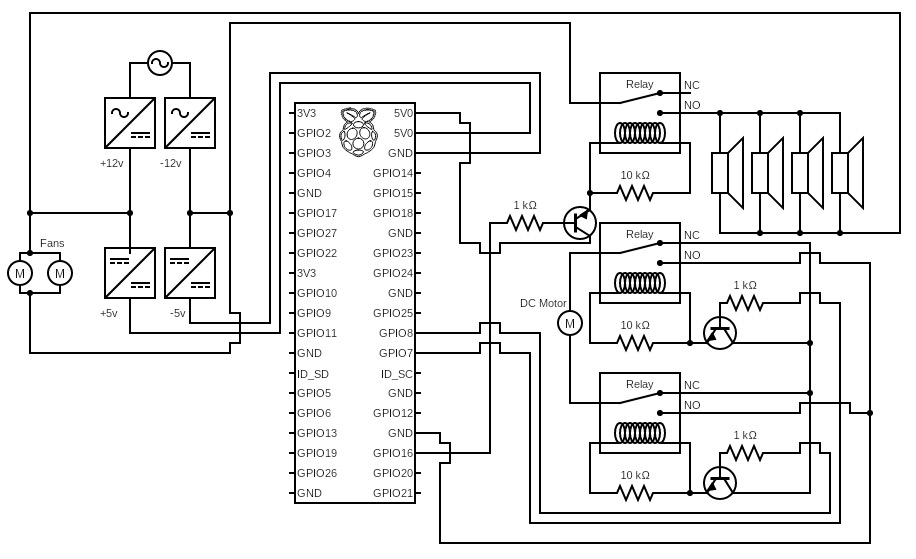 Relay
NC
NO
10 kΩ
+12v
-12v
Fans
M
M
+5v
-5v
3V3
5V0
GPIO2
5V0
GPIO3
GND
GPIO4
GPIO14
GND
GPIO15
GPIO17
GPIO18
GPIO27
GND
GPIO22
GPIO23
3V3
GPIO24
GPIO10
GND
GPIO9
GPIO25
GPIO11
GPIO8
GND
GPIO7
ID_SD
ID_SC
GPIO5
GND
GPIO6
GPIO12
GPIO13
GND
GPIO19
GPIO16
GPIO26
GPIO20
GND
GPIO21
1 kΩ
Relay
NC
NO
DC Motor
M
1 kΩ
10 kΩ
Relay
NC
NO
1 kΩ
10 kΩ